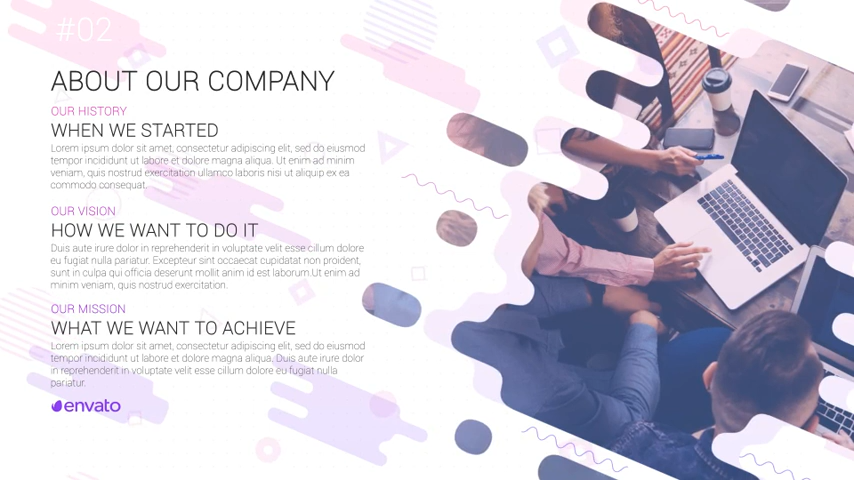 #02
ABOUT OUR COMPANY
OUR HISTORY
WHEN WE STARTED
Lorem ipsum dolor sit amet, consectetur adipiscing elit, sed do eiusmod
tempor incididunt ut labore et dolore magna aliqua. Ut enim ad minim
veniam, quis nostrud exercitation ullamco laboris nisi ut aliquip ex ea
commodo consequat.
OUR VISION
HOW WE WANT TO DO IT
Duis aute irure dolor in reprehenderit in voluptate velit esse cillum dolore
eu fugiat nulla pariatur. Excepteur sint occaecat cupidatat non proident,
sunt in culpa qui officia deserunt mollit anim id est laborum.Ut enim ad
minim veniam, quis nostrud exercitation.
OUR MISSION
WHAT WE WANT TO ACHIEVE
Lorem ipsum dolor sit amet, consectetur adipiscing elit, sed do eiusmod
tempor incididunt ut labore et dolore magna aliqua. Duis aute irure dolor
in reprehenderit in voluptate velit esse cillum dolore eu fugiat nulla
pariatur.
envato